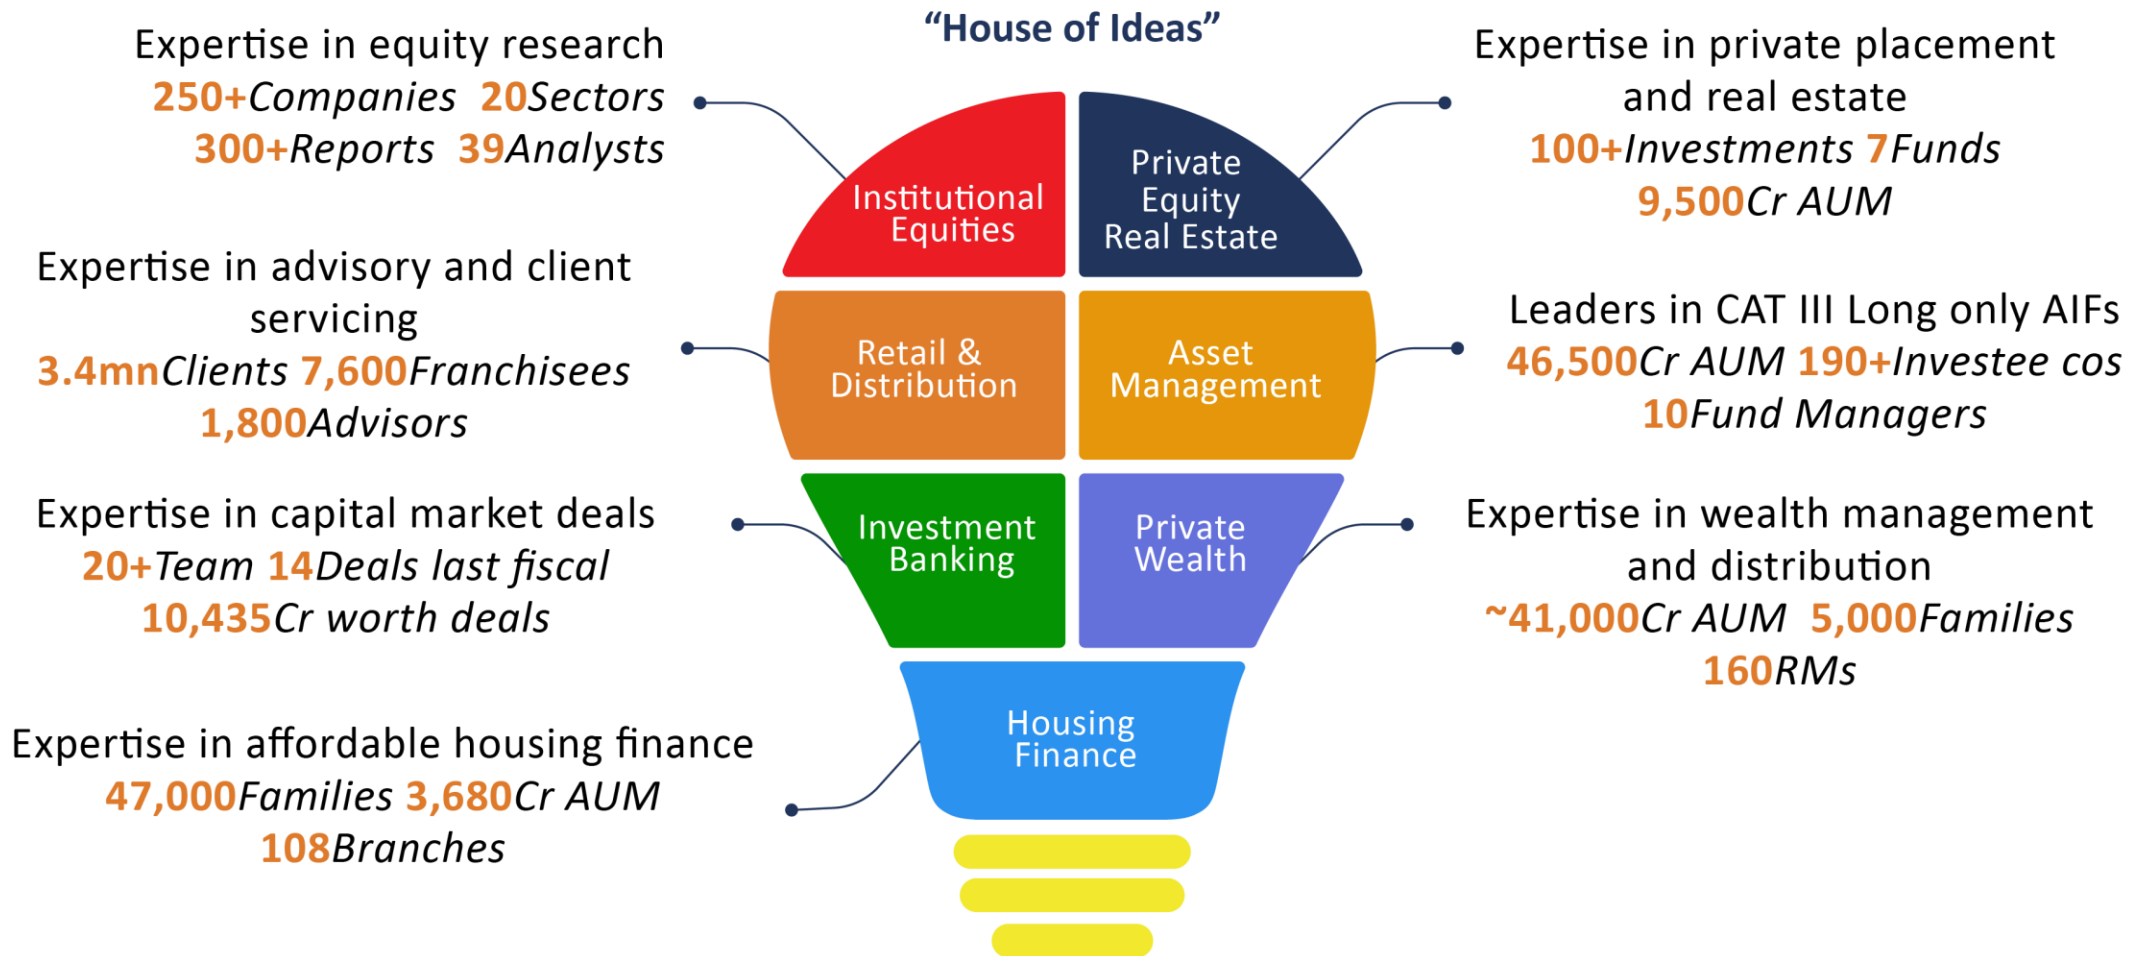 “House of Ideas”
Expertise in equity research
250+Companies 20Sectors
300+Reports 39Analysts
Expertise in advisory and client
servicing
3.4mnClients 7,600Franchisees
1,800Advisors
Expertise in capital market deals
20+Team 14Deals last fiscal
10,435Cr worth deals
Expertise in affordable housing finance
47,000Families 3,680Cr AUM
108Branches
Institutional
Equities
Private
Equity
Real Estate
Retail &
Distribution
Asset
Management
Investment
Banking
Private
Wealth
Housing
Finance
Expertise in private placement
and real estate
100+Investments 7Funds
9,500Cr AUM
Leaders in CAT III Long only AIFs
46,500Cr AUM 190+Investee cos
10Fund Managers
Expertise in wealth management
and distribution
~41,000Cr AUM 5,000Families
160RMs